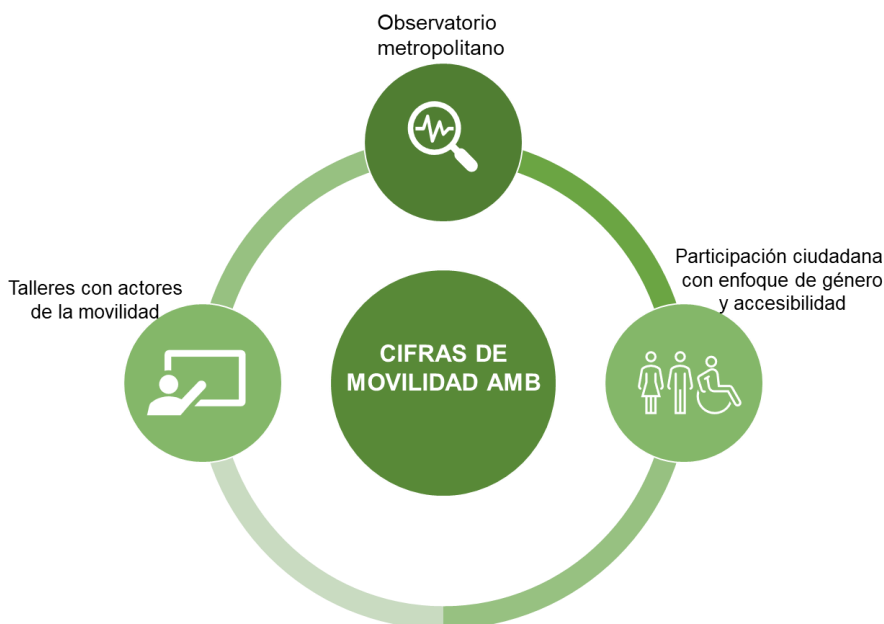 Observatorio
metropolitano
Participación ciudadana
con enfoque de género
y accesibilidad
Talleres con actores
de la movilidad
CIFRAS DE
MOVILIDAD AMB